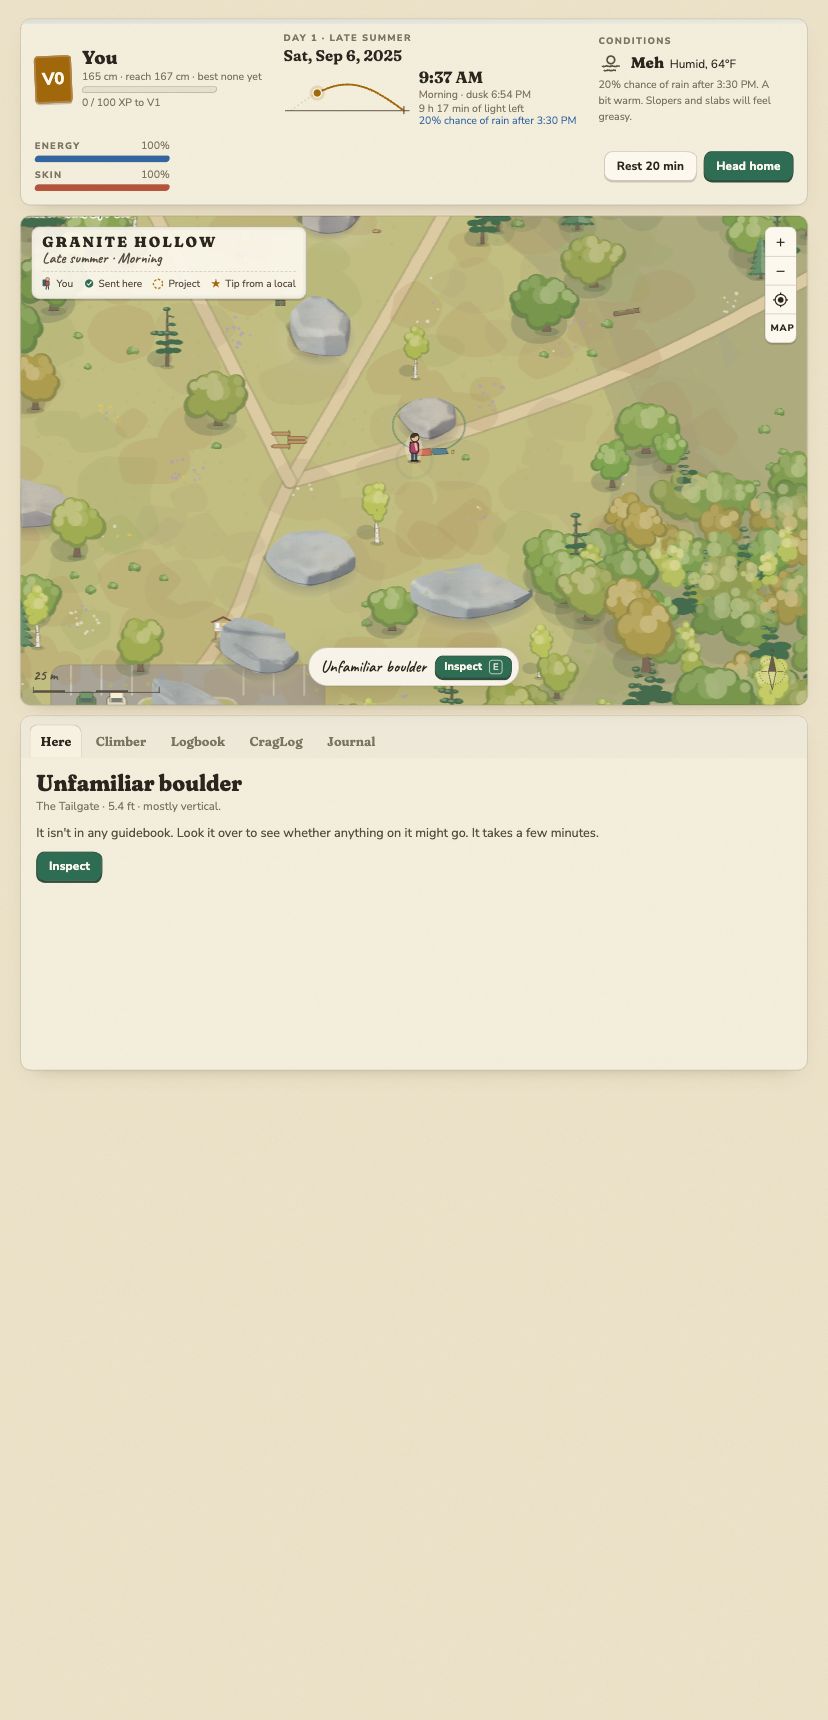 V0
You
165 cm · reach 167 cm · best none yet
0 / 100 XP to V1
ENERGY 100%
SKIN 100%
DAY 1 · LATE SUMMER
Sat, Sep 6, 2025
9:37 AM
Morning · dusk 6:54 PM
9 h 17 min of light left
20% chance of rain after 3:30 PM
CONDITIONS
Meh Humid, 64°F
20% chance of rain after 3:30 PM. A
bit warm. Slopers and slabs will feel
greasy.
Rest 20 min
Head home
GRANITE HOLLOW
Late summer · Morning
You Sent here Project Tip from a local
+
−
MAP
25 m
Unfamiliar boulder Inspect E
Here Climber Logbook CragLog Journal
Unfamiliar boulder
The Tailgate · 5.4 ft · mostly vertical.
It isn't in any guidebook. Look it over to see whether anything on it might go. It takes a few minutes.
Inspect